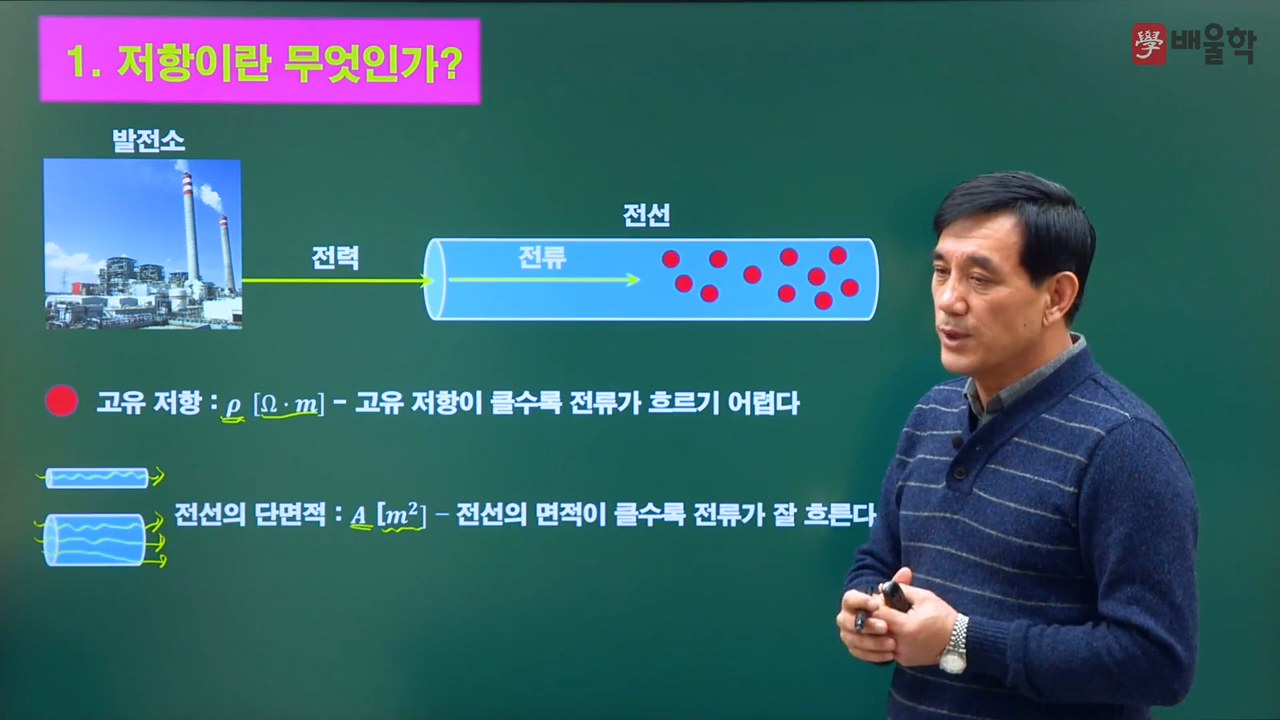 1. 저항이란 무엇인가?
學 배울학
발전소
전선
전력
전류
고유 저항 : ρ [Ω · m] - 고유 저항이 클수록 전류가 흐르기 어렵다
전선의 단면적 : A [m²] – 전선의 면적이 클수록 전류가 잘 흐른다